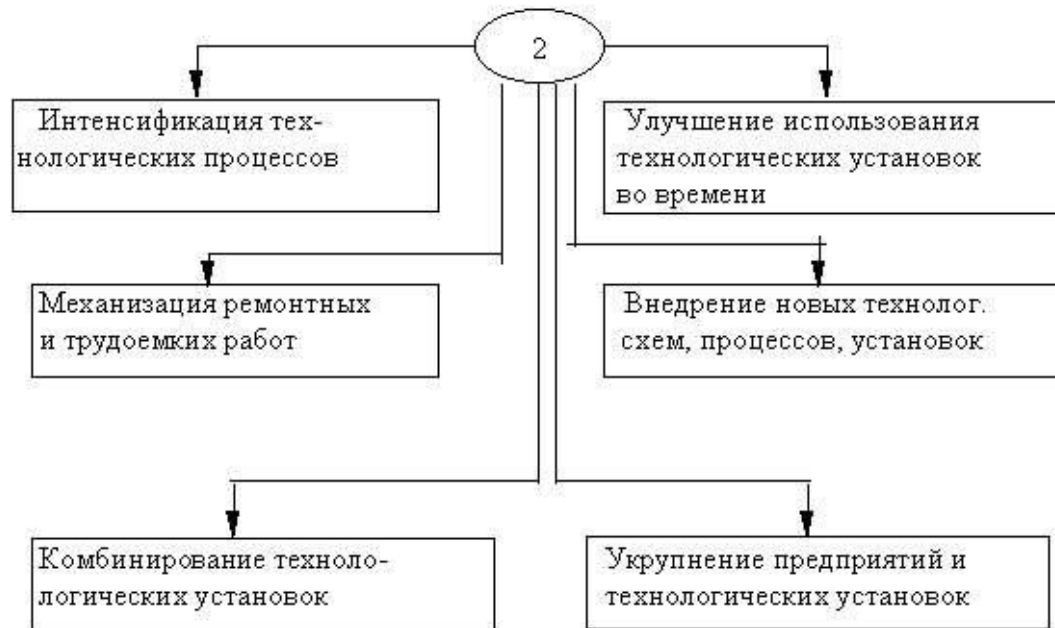 2
Интенсификация тех-
нологических процессов
Улучшение использования
технологических установок
во времени
Механизация ремонтных
и трудоемких работ
Внедрение новых технолог.
схем, процессов, установок
Комбинирование техноло-
логических установок
Укрупнение предприятий и
технологических установок